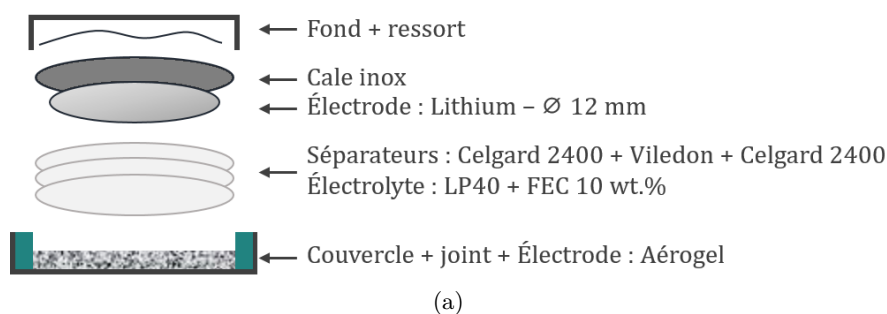 Fond + ressort
Cale inox
Électrode : Lithium – ∅ 12 mm
Séparateurs : Celgard 2400 + Viledon + Celgard 2400
Électrolyte : LP40 + FEC 10 wt.%
Couvercle + joint + Électrode : Aérogel
(a)